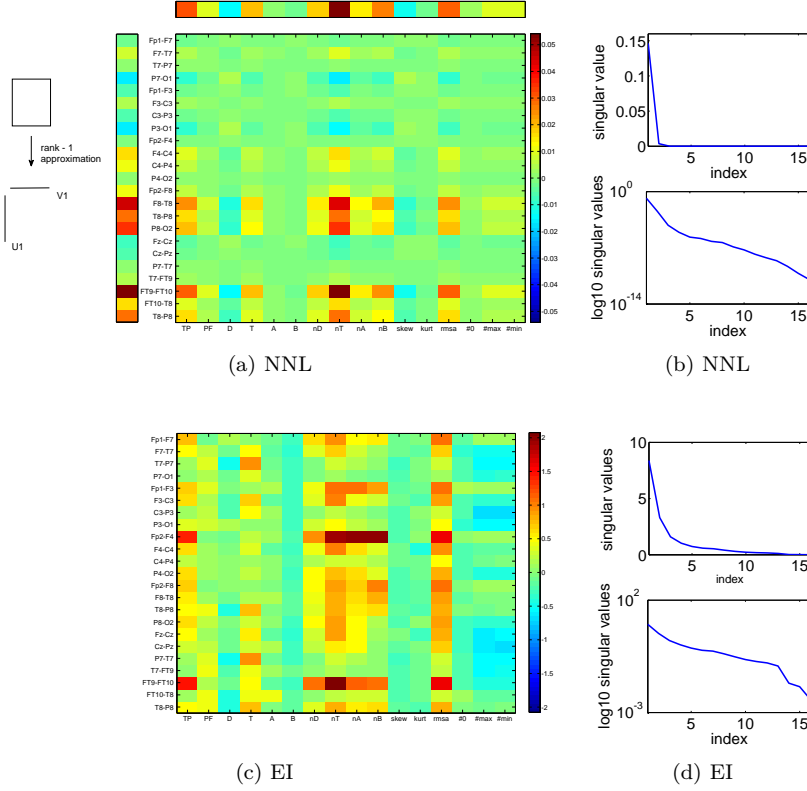 rank - 1
approximation
V1
U1
Fp1-F7
F7-T7
T7-P7
P7-O1
Fp1-F3
F3-C3
C3-P3
P3-O1
Fp2-F4
F4-C4
C4-P4
P4-O2
Fp2-F8
F8-T8
T8-P8
P8-O2
Fz-Cz
Cz-Pz
P7-T7
T7-FT9
FT9-FT10
FT10-T8
T8-P8
TP PF D T A B nD nT nA nB skew kurt rmsa #0 #max #min
0.05
0.04
0.03
0.02
0.01
0
-0.01
-0.02
-0.03
-0.04
-0.05
(a) NNL
singular value
0.15
0.1
0.05
0
5 10 15
index
log10 singular values
10^0
10^-14
5 10 15
index
(b) NNL
Fp1-F7
F7-T7
T7-P7
P7-O1
Fp1-F3
F3-C3
C3-P3
P3-O1
Fp2-F4
F4-C4
C4-P4
P4-O2
Fp2-F8
F8-T8
T8-P8
P8-O2
Fz-Cz
Cz-Pz
P7-T7
T7-FT9
FT9-FT10
FT10-T8
T8-P8
TP PF D T A B nD nT nA nB skew kurt rmsa #0 #max #min
2
1.5
1
0.5
0
-0.5
-1
-1.5
-2
(c) EI
singular values
10
5
0
5 10 15
index
log10 singular values
10^2
10^-3
5 10 15
index
(d) EI